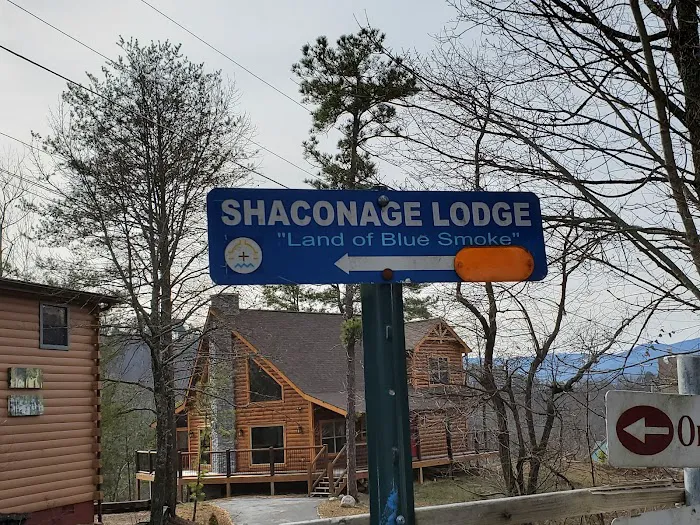 SHACONAGE LODGE
"Land of Blue Smoke"